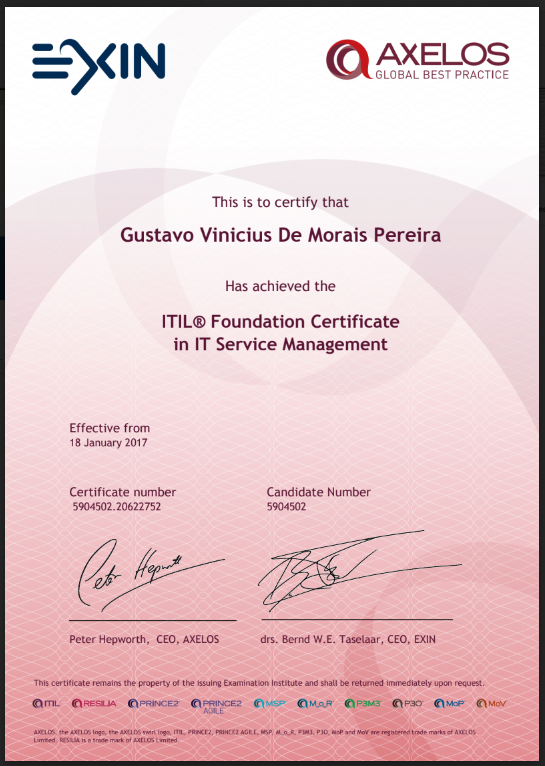 EXIN
AXELOS
GLOBAL BEST PRACTICE
This is to certify that
Gustavo Vinicius De Morais Pereira
Has achieved the
ITIL® Foundation Certificate
in IT Service Management
Effective from
18 January 2017
Certificate number
5904502.20622752
Candidate Number
5904502
Peter Hepworth
Peter Hepworth, CEO, AXELOS
drs. Bernd W.E. Taselaar, CEO, EXIN
This certificate remains the property of the issuing Examination Institute and shall be returned immediately upon request.
ITIL RESILIA PRINCE2 PRINCE2 AGILE MSP M_o_R P3M3 P3O MoP MoV
AXELOS, the AXELOS logo, the AXELOS swirl logo, ITIL, PRINCE2, PRINCE2 AGILE, MSP, M_o_R, P3M3, P3O, MoP and MoV are registered trade marks of AXELOS
Limited. RESILIA is a trade mark of AXELOS Limited.